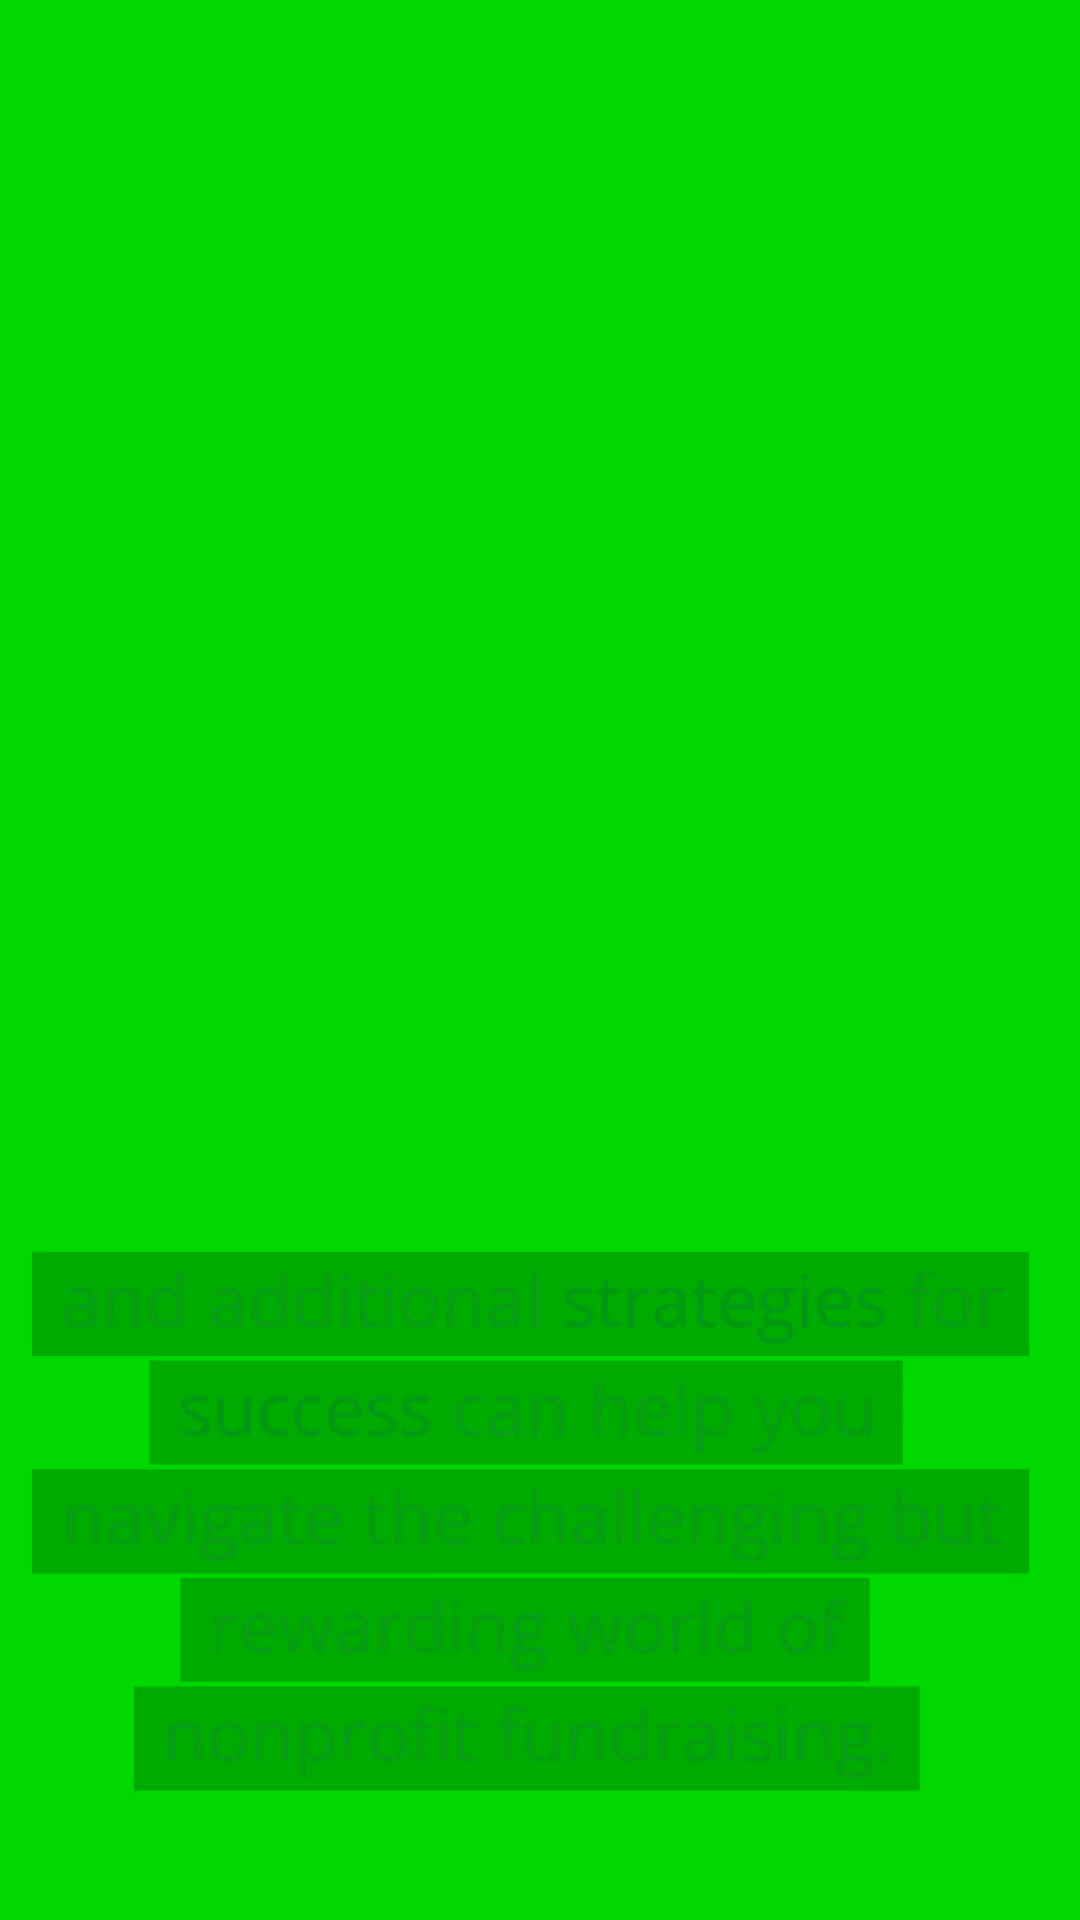 and additional strategies for
success can help you
navigate the challenging but
rewarding world of
nonprofit fundraising.